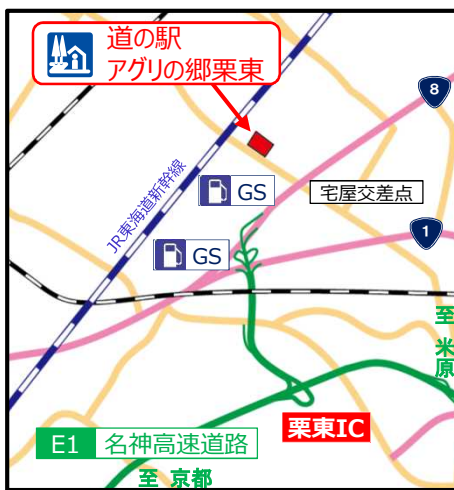 道の駅
アグリの郷栗東
8
JR東海道新幹線
GS
宅屋交差点
1
GS
至
米
原
栗東IC
E1 名神高速道路
至 京都